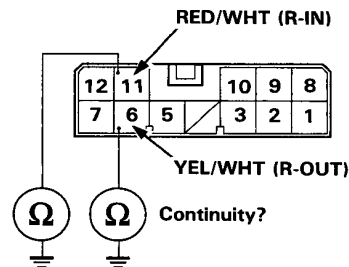 RED/WHT (R-IN)
12 11 10 9 8
7 6 5 3 2 1
YEL/WHT (R-OUT)
Ω Ω Continuity?